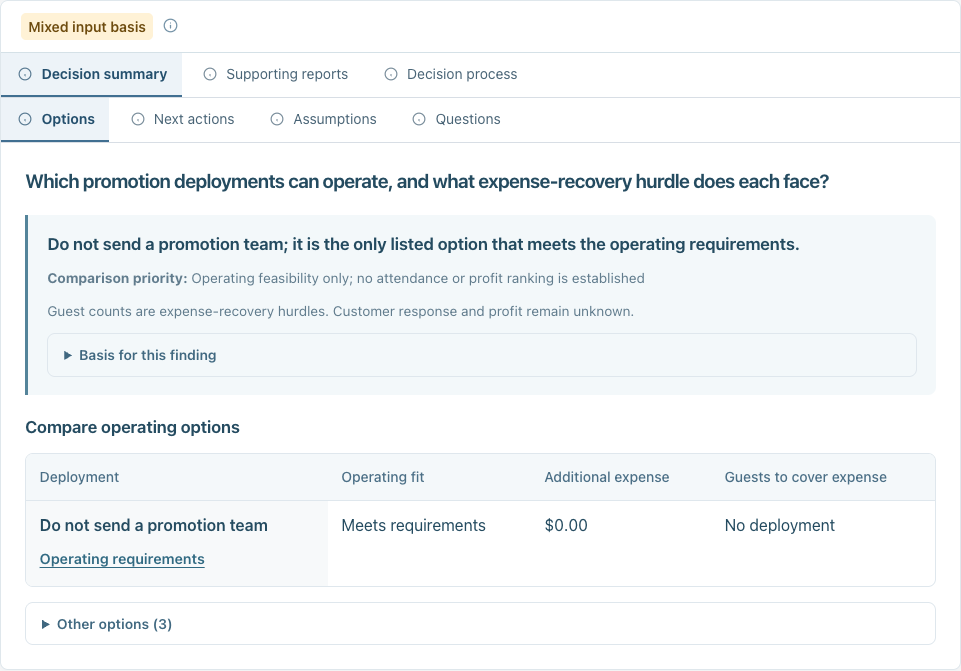 Mixed input basis
Decision summary
Supporting reports
Decision process
Options
Next actions
Assumptions
Questions
Which promotion deployments can operate, and what expense-recovery hurdle does each face?
Do not send a promotion team; it is the only listed option that meets the operating requirements.
Comparison priority: Operating feasibility only; no attendance or profit ranking is established
Guest counts are expense-recovery hurdles. Customer response and profit remain unknown.
Basis for this finding
Compare operating options
Deployment Operating fit Additional expense Guests to cover expense
Do not send a promotion team Meets requirements $0.00 No deployment
Operating requirements
Other options (3)